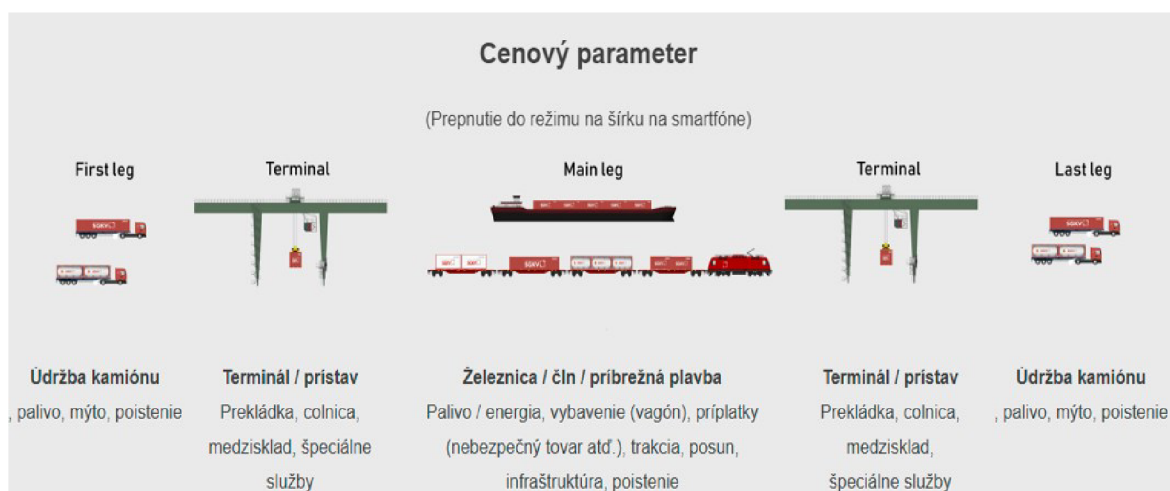 Cenový parameter
(Prepnutie do režimu na šírku na smartfóne)
First leg
Terminal
Main leg
Terminal
Last leg
SGKV
SGKV
Údržba kamiónu
, palivo, mýto, poistenie
Terminál / prístav
Prekládka, colnica,
medzisklad, špeciálne
služby
Železnica / čln / príbrežná plavba
Palivo / energia, vybavenie (vagón), príplatky
(nebezpečný tovar atď.), trakcia, posun,
infraštruktúra, poistenie
Terminál / prístav
Prekládka, colnica,
medzisklad,
špeciálne služby
Údržba kamiónu
, palivo, mýto, poistenie